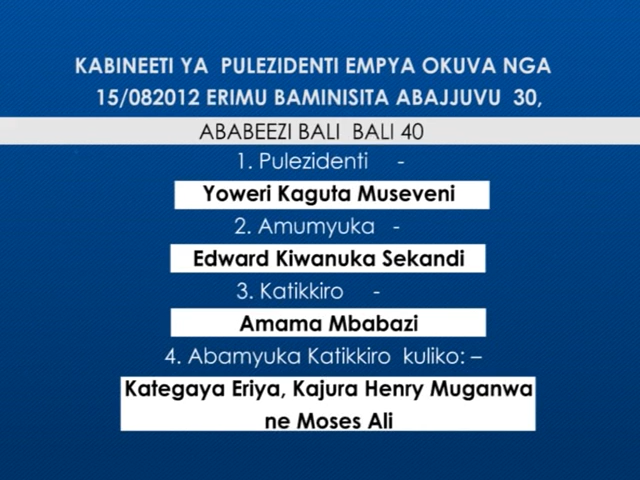 KABINEETI YA PULEZIDENTI EMPYA OKUVA NGA
15/082012 ERIMU BAMINISITA ABAJJUVU 30,
ABABEEZI BALI BALI 40
1. Pulezidenti -
Yoweri Kaguta Museveni
2. Amumyuka -
Edward Kiwanuka Sekandi
3. Katikkiro -
Amama Mbabazi
4. Abamyuka Katikkiro kuliko: –
Kategaya Eriya, Kajura Henry Muganwa
ne Moses Ali